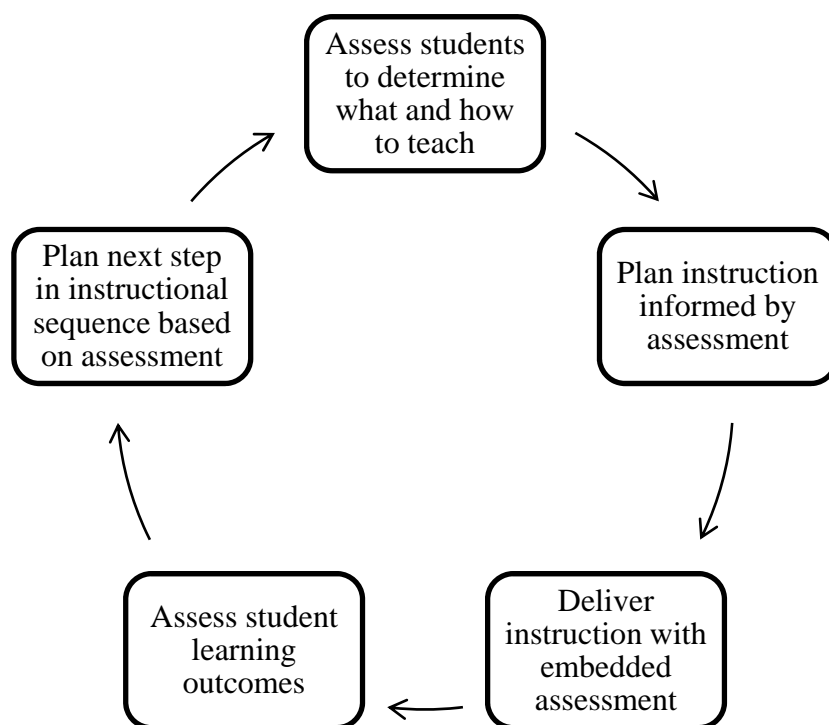 Assess students
to determine
what and how
to teach
Plan instruction
informed by
assessment
Deliver
instruction with
embedded
assessment
Assess student
learning
outcomes
Plan next step
in instructional
sequence based
on assessment